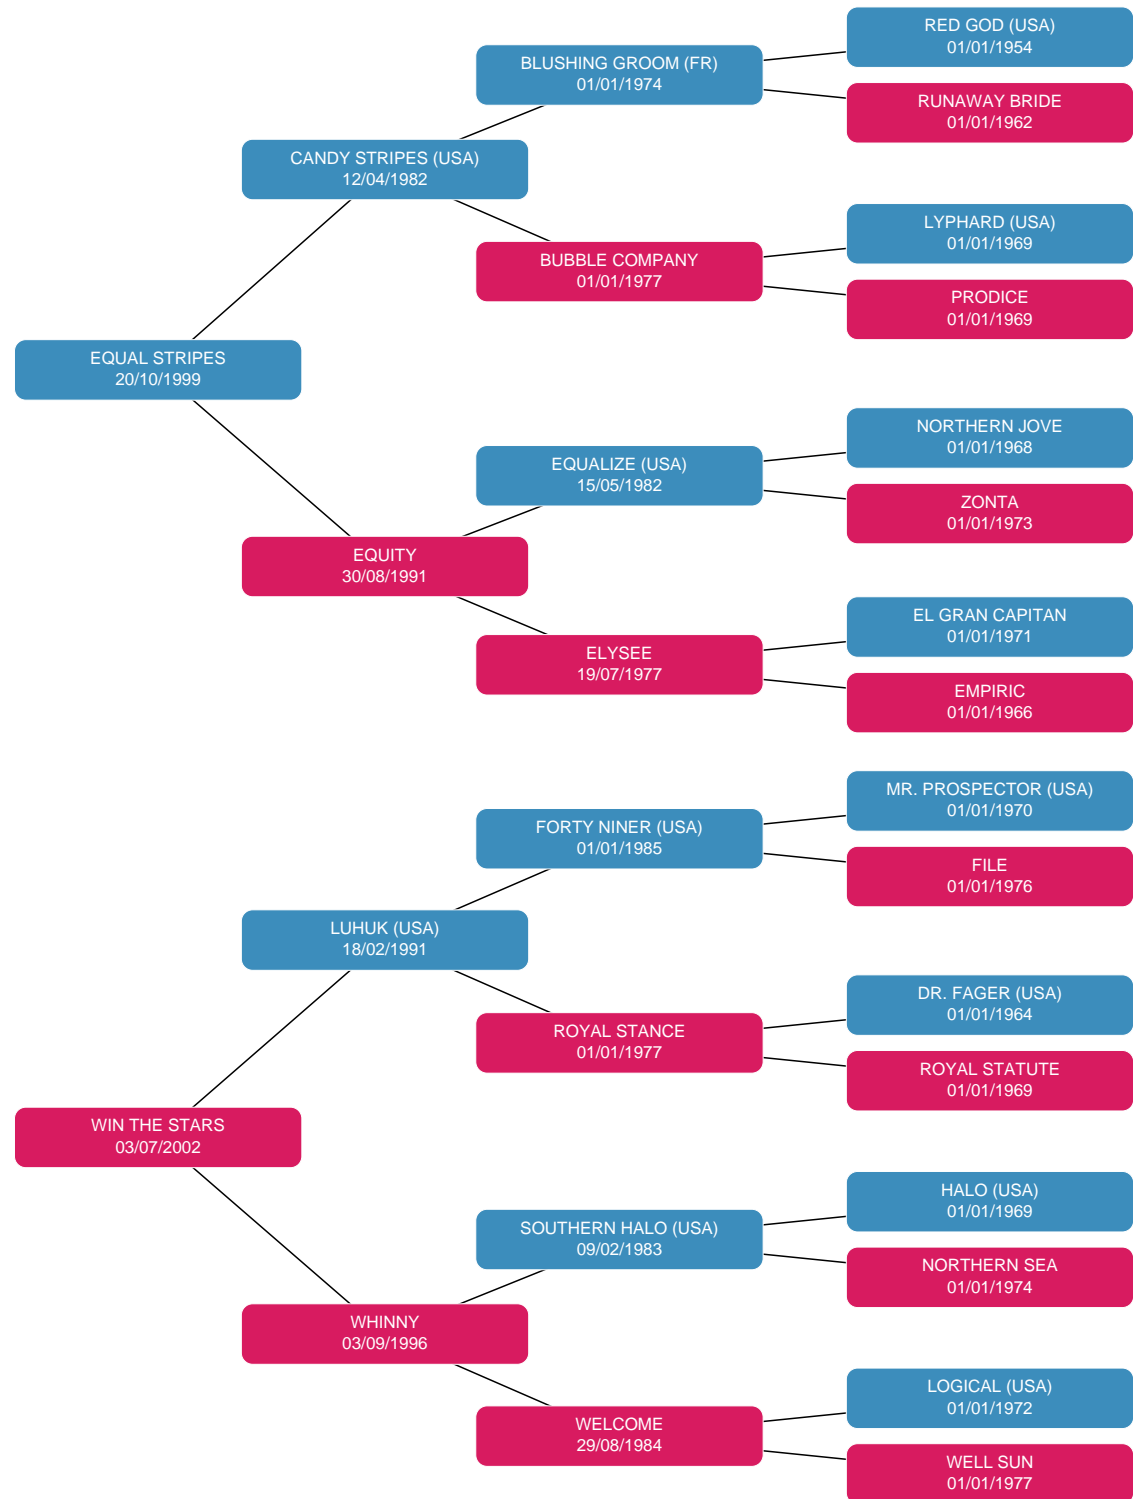 RED GOD (USA)
01/01/1954
BLUSHING GROOM (FR)
01/01/1974
RUNAWAY BRIDE
01/01/1962
CANDY STRIPES (USA)
12/04/1982
LYPHARD (USA)
01/01/1969
BUBBLE COMPANY
01/01/1977
PRODICE
01/01/1969
EQUAL STRIPES
20/10/1999
NORTHERN JOVE
01/01/1968
EQUALIZE (USA)
15/05/1982
ZONTA
01/01/1973
EQUITY
30/08/1991
EL GRAN CAPITAN
01/01/1971
ELYSEE
19/07/1977
EMPIRIC
01/01/1966
MR. PROSPECTOR (USA)
01/01/1970
FORTY NINER (USA)
01/01/1985
FILE
01/01/1976
LUHUK (USA)
18/02/1991
DR. FAGER (USA)
01/01/1964
ROYAL STANCE
01/01/1977
ROYAL STATUTE
01/01/1969
WIN THE STARS
03/07/2002
HALO (USA)
01/01/1969
SOUTHERN HALO (USA)
09/02/1983
NORTHERN SEA
01/01/1974
WHINNY
03/09/1996
LOGICAL (USA)
01/01/1972
WELCOME
29/08/1984
WELL SUN
01/01/1977